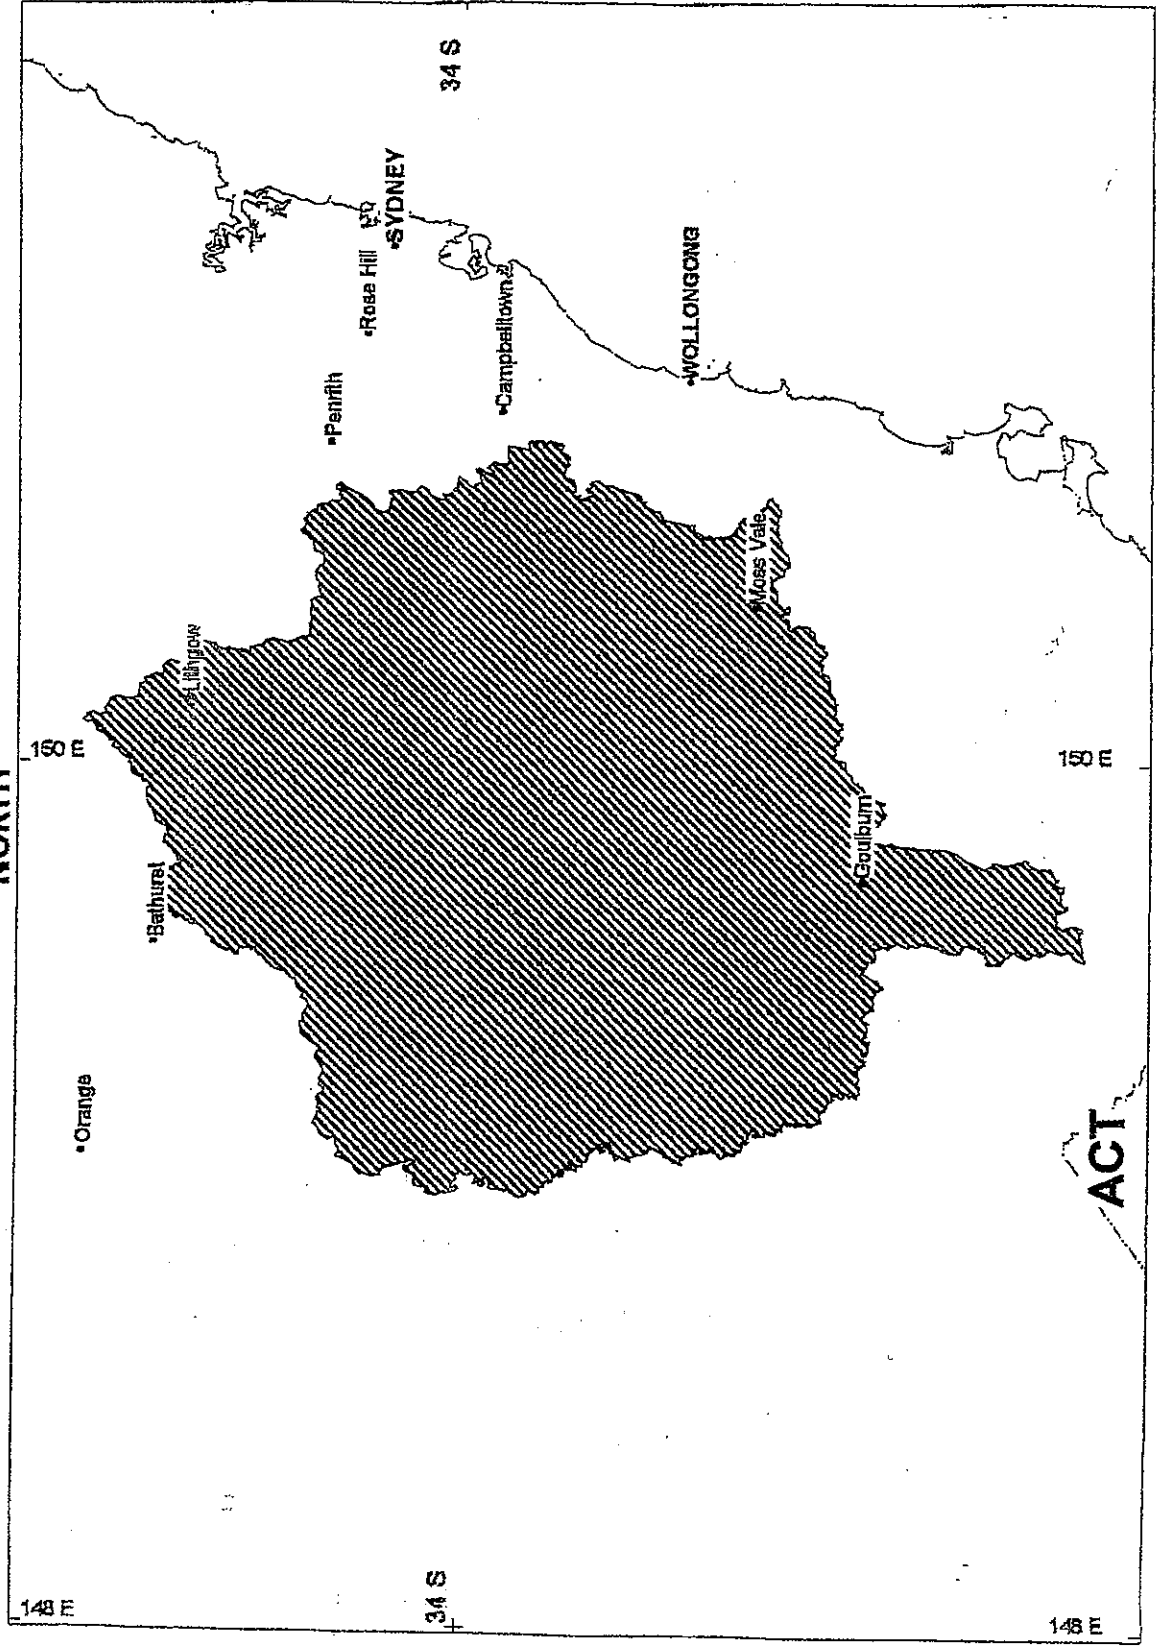 148 E
150 E
Orange
Bathurst
Lithgow
Penrith
Rose Hill
SYDNEY
34 S
34 S
Campbelltown
WOLLONGONG
Moss Vale
Goulburn
ACT
148 E
150 E